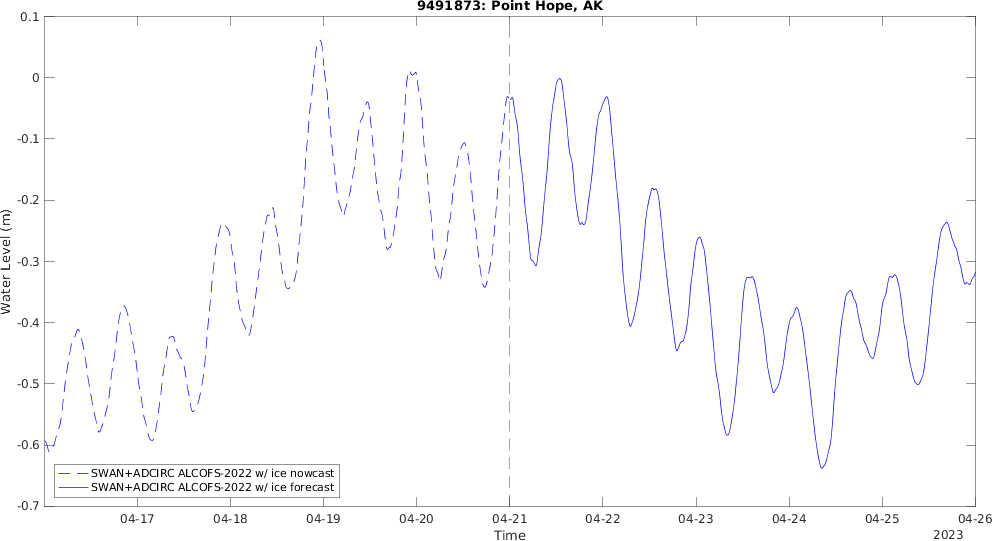 9491873: Point Hope, AK
Water Level (m)
0.1
0
-0.1
-0.2
-0.3
-0.4
-0.5
-0.6
-0.7
SWAN+ADCIRC ALCOFS-2022 w/ ice nowcast
SWAN+ADCIRC ALCOFS-2022 w/ ice forecast
04-17 04-18 04-19 04-20 04-21 04-22 04-23 04-24 04-25 04-26
Time
2023